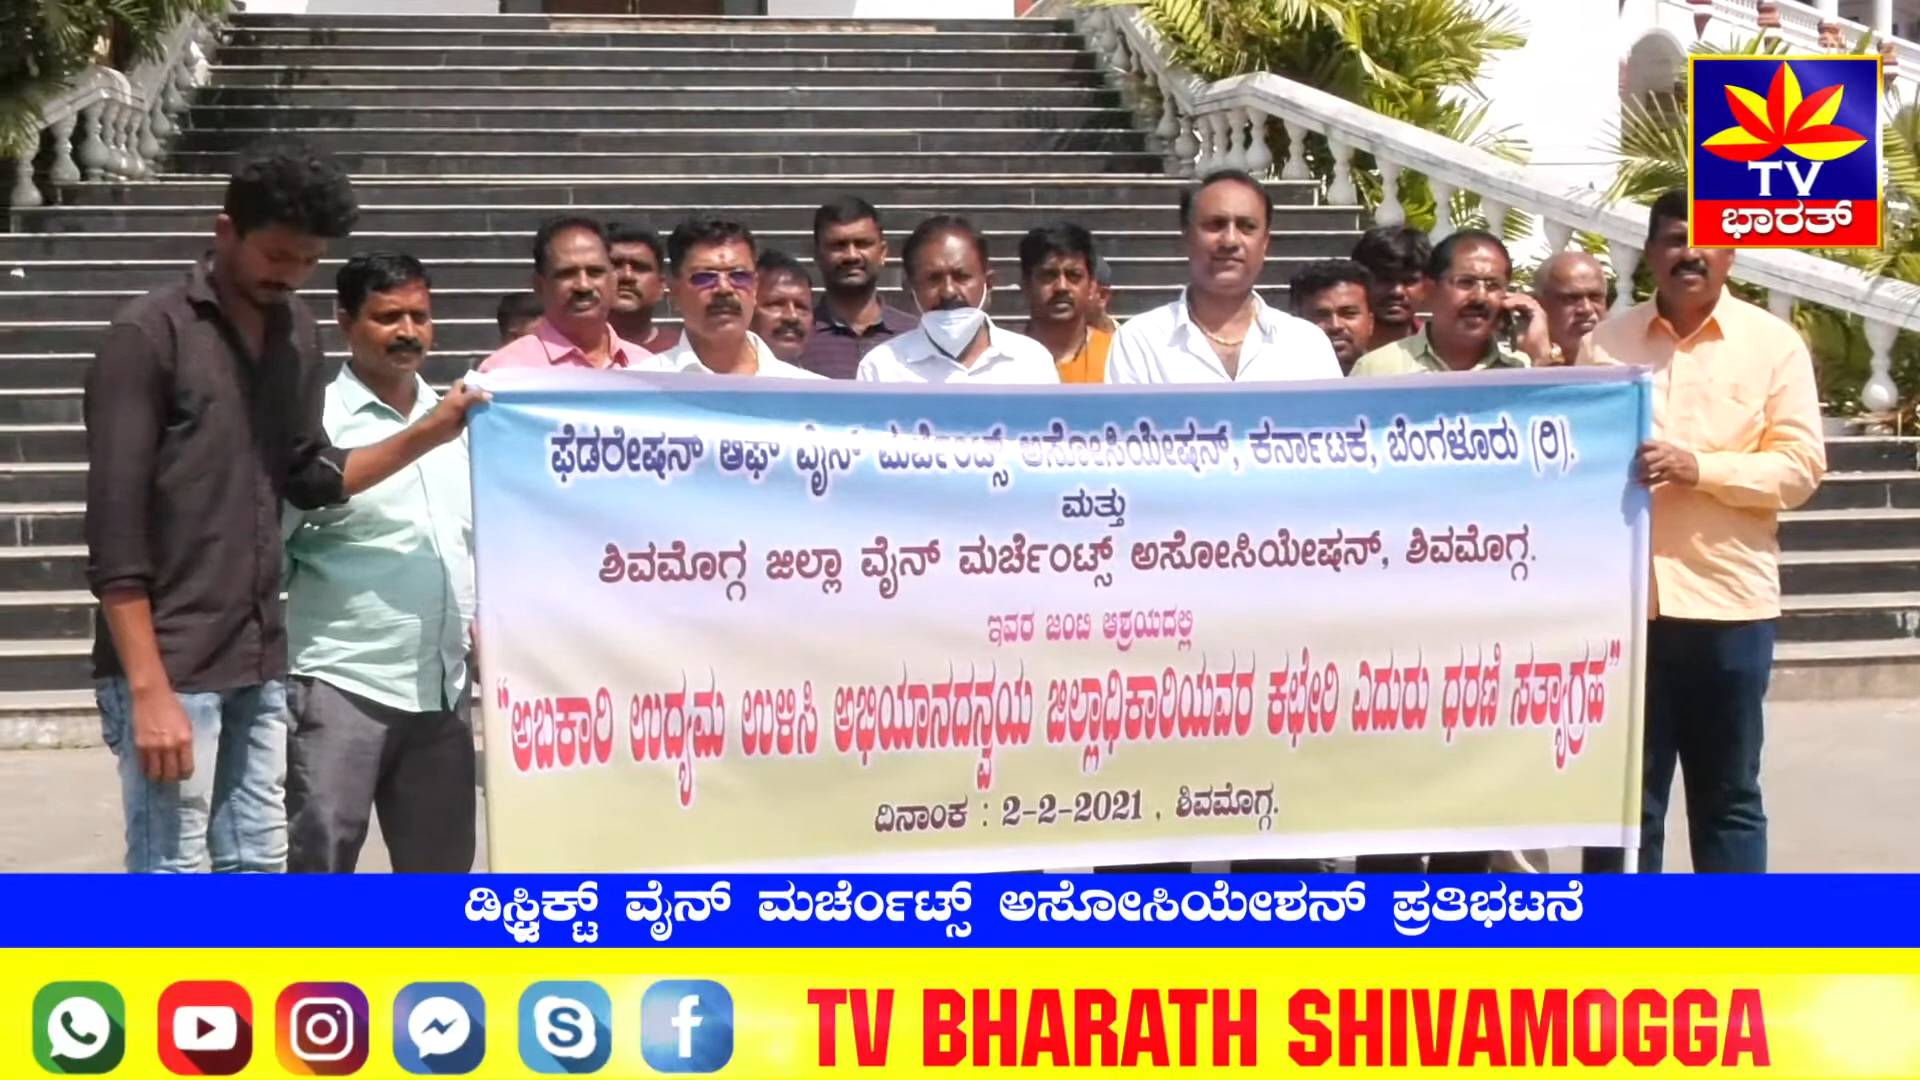 TV
ಭಾರತ್
ಫೆಡರೇಷನ್ ಆಫ್ ವೈನ್ ಮರ್ಚೆಂಟ್ಸ್ ಅಸೋಸಿಯೇಷನ್, ಕರ್ನಾಟಕ, ಬೆಂಗಳೂರು (ರಿ).
ಮತ್ತು
ಶಿವಮೊಗ್ಗ ಜಿಲ್ಲಾ ವೈನ್ ಮರ್ಚೆಂಟ್ಸ್ ಅಸೋಸಿಯೇಷನ್, ಶಿವಮೊಗ್ಗ.
ಇವರ ಜಂಟಿ ಆಶ್ರಯದಲ್ಲಿ
"ಅಬಕಾರಿ ಉದ್ಯಮ ಉಳಿಸಿ ಅಭಿಯಾನದನ್ವಯ ಜಿಲ್ಲಾಧಿಕಾರಿಯವರ ಕಛೇರಿ ಎದುರು ಧರಣಿ ಸತ್ಯಾಗ್ರಹ"
ದಿನಾಂಕ : 2-2-2021 , ಶಿವಮೊಗ್ಗ.
ಡಿಸ್ಟ್ರಿಕ್ಟ್ ವೈನ್ ಮರ್ಚೆಂಟ್ಸ್ ಅಸೋಸಿಯೇಶನ್ ಪ್ರತಿಭಟನೆ
TV BHARATH SHIVAMOGGA